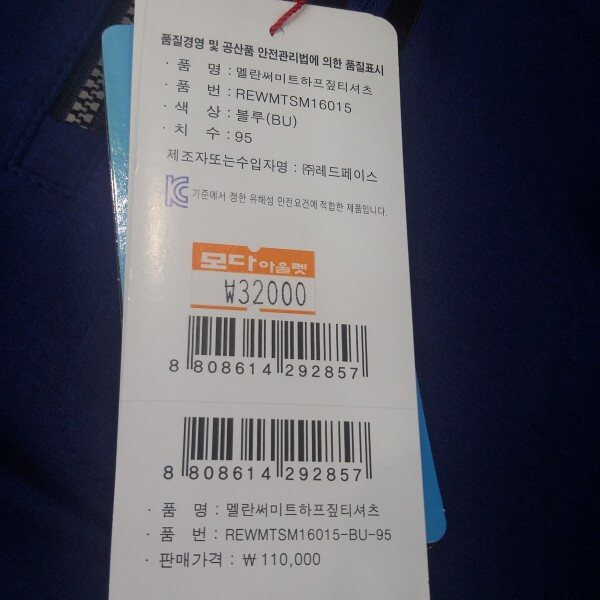 품질경영 및 공산품 안전관리법에 의한 품질표시
· 품 명 : 멜란써미트하프짚티셔츠
· 품 번 : REWMTSM16015
· 색 상 : 블루(BU)
· 치 수 : 95
제조자또는수입자명 : ㈜레드페이스
KC 기준에서 정한 유해성 안전요건에 적합한 제품입니다.
모다아울렛
₩32000
8 808614 292857
8 808614 292857
· 품 명 : 멜란써미트하프짚티셔츠
· 품 번 : REWMTSM16015-BU-95
· 판매가격 : ₩ 110,000